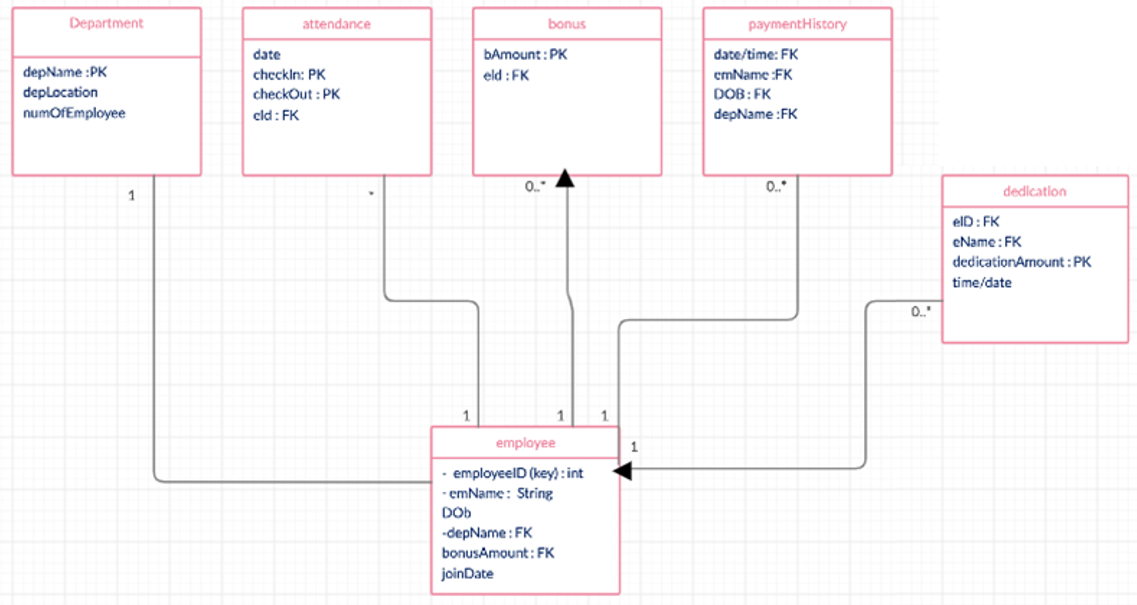 Department
depName :PK
depLocation
numOfEmployee
attendance
date
checkIn: PK
checkOut : PK
eId : FK
bonus
bAmount : PK
eId : FK
paymentHistory
date/time: FK
emName :FK
DOB : FK
depName :FK
dedication
eID : FK
eName : FK
dedicationAmount : PK
time/date
1
*
0..*
0..*
0..*
1
1
1
1
employee
- employeeID (key) : int
- emName : String
DOb
-depName : FK
bonusAmount : FK
joinDate